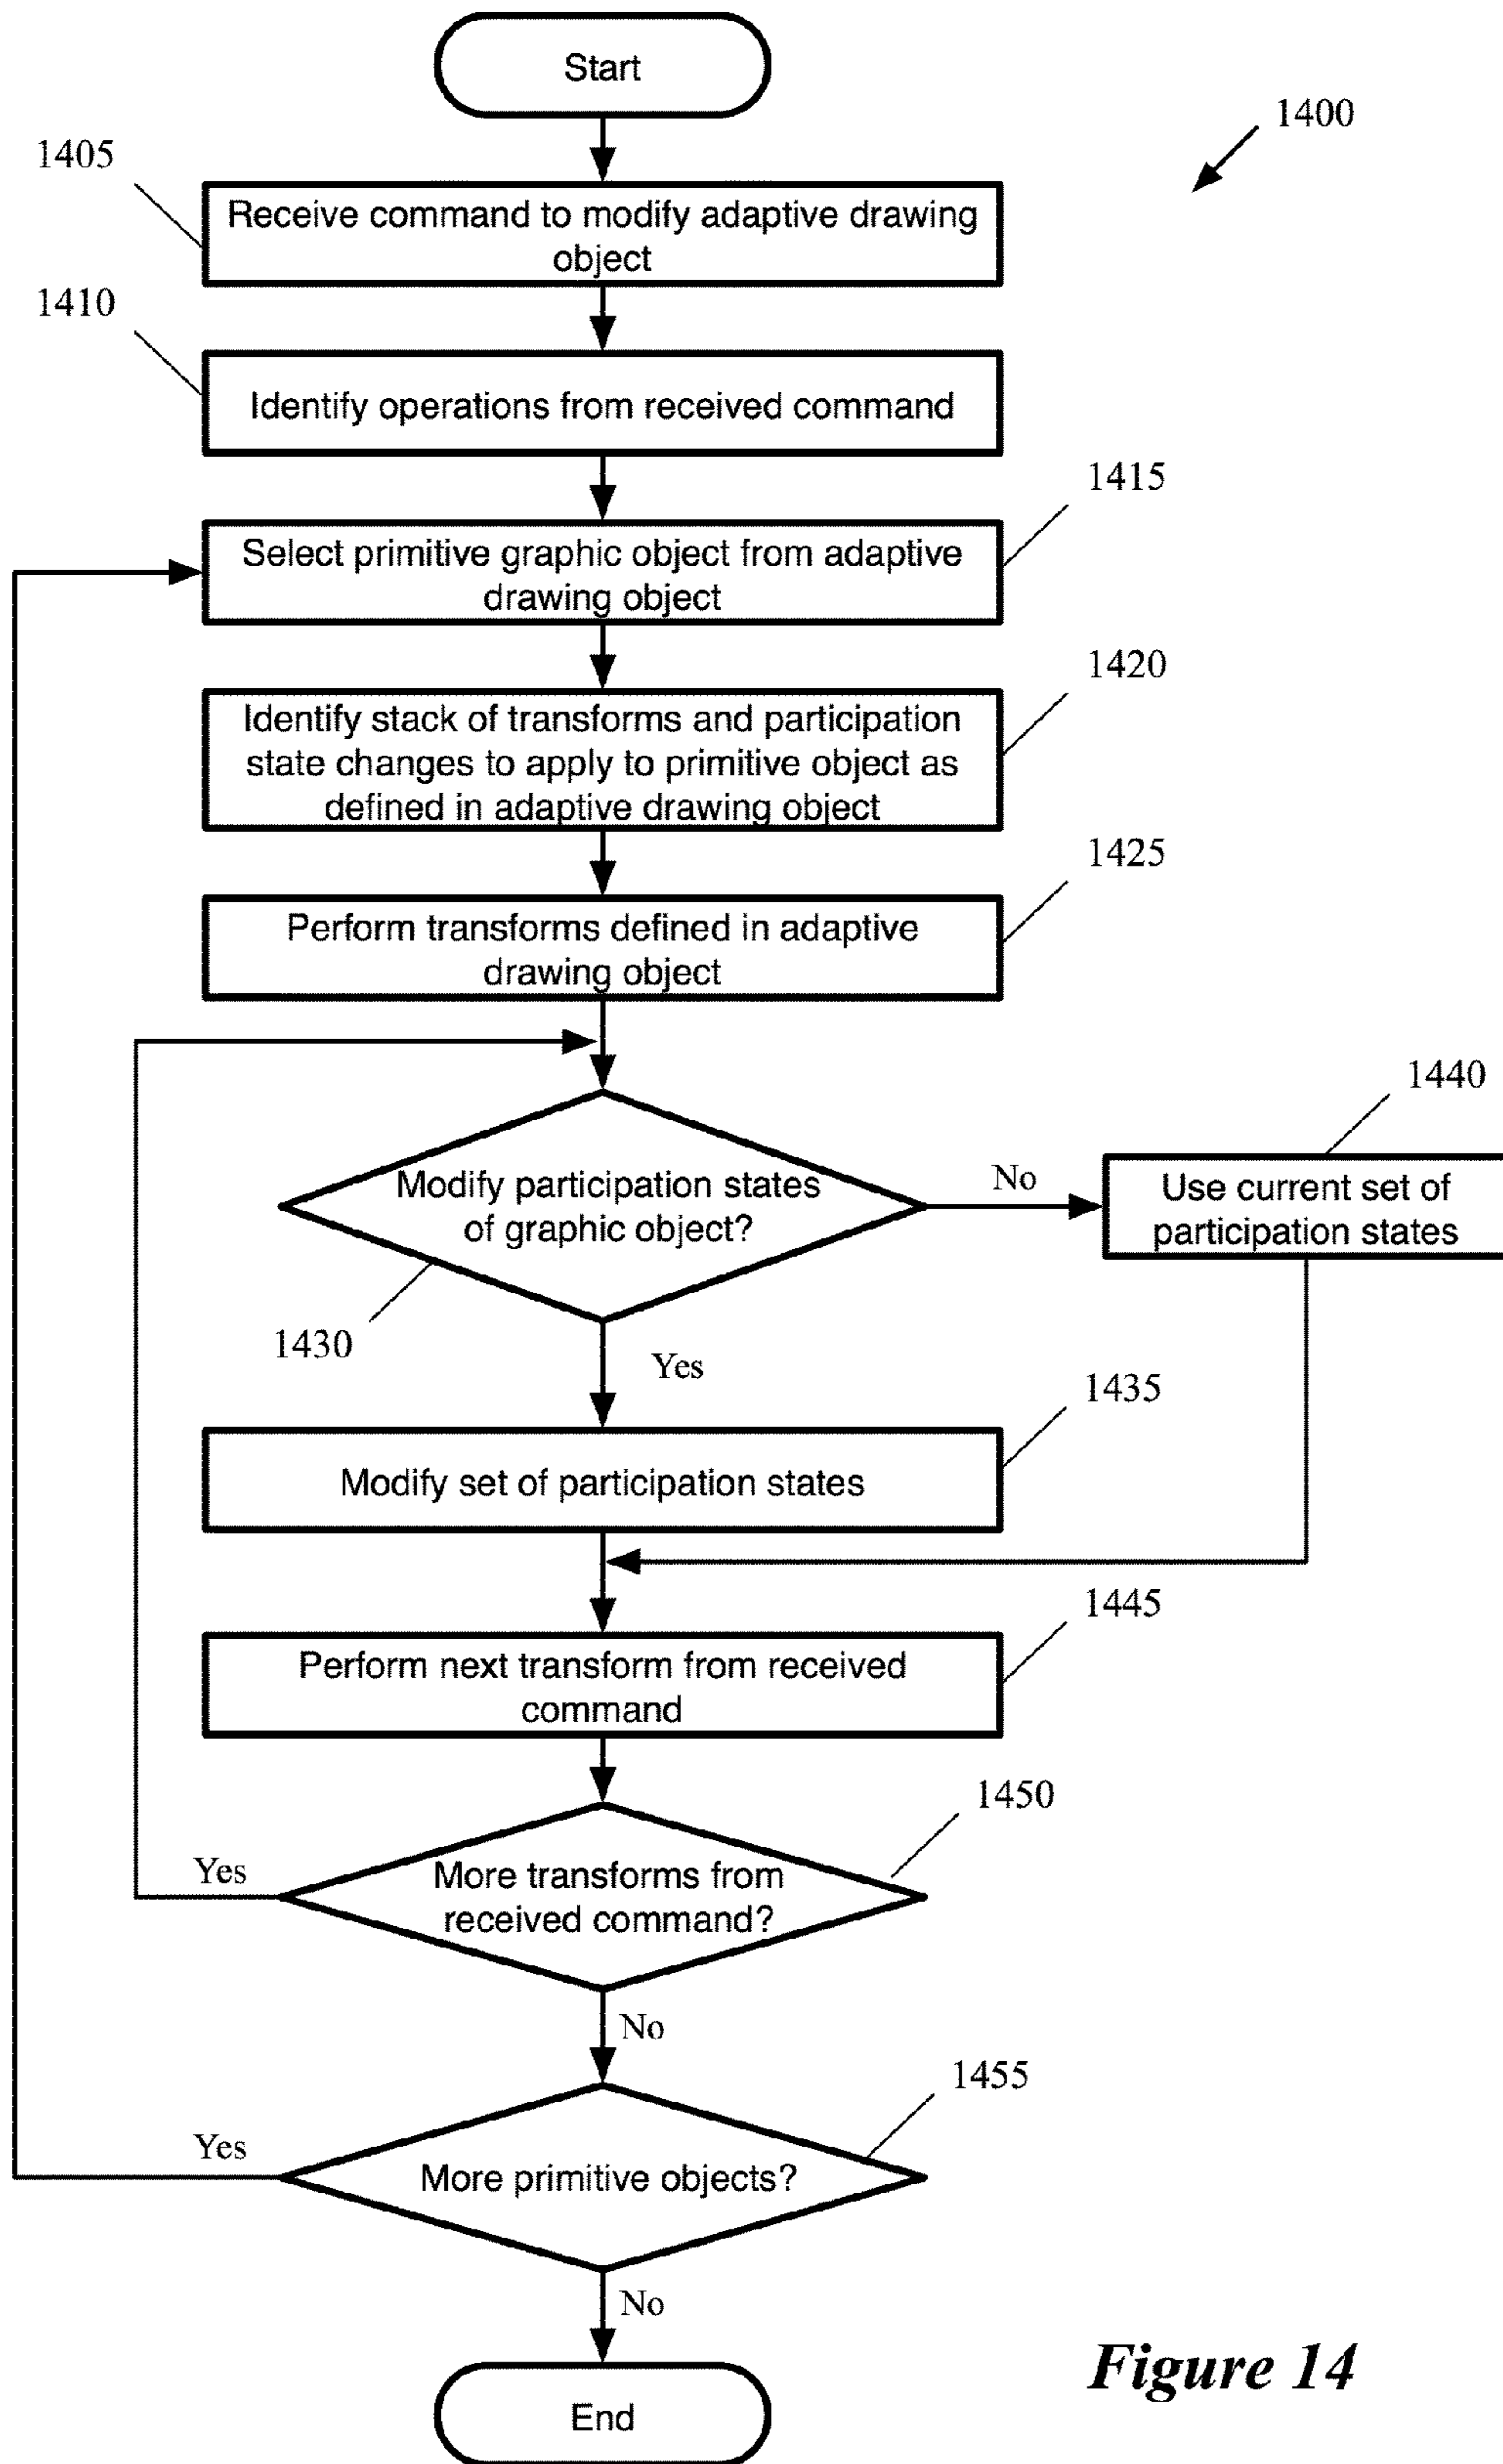 Start
1400
1405
Receive command to modify adaptive drawing
object
1410
Identify operations from received command
1415
Select primitive graphic object from adaptive
drawing object
1420
Identify stack of transforms and participation
state changes to apply to primitive object as
defined in adaptive drawing object
1425
Perform transforms defined in adaptive
drawing object
1440
Modify participation states
of graphic object?
No
Use current set of
participation states
1430
Yes
1435
Modify set of participation states
1445
Perform next transform from received
command
1450
Yes
More transforms from
received command?
No
1455
Yes
More primitive objects?
No
Figure 14
End